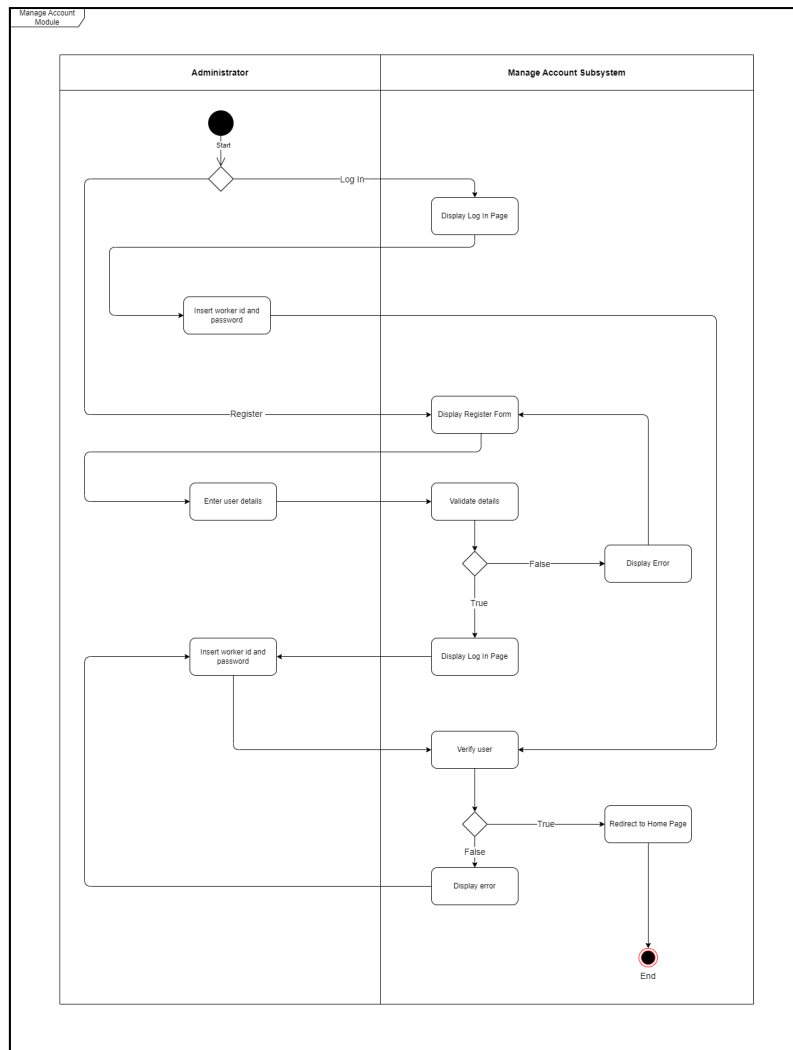 Manage Account
Module
Administrator
Manage Account Subsystem
Start
Log In
Display Log In Page
Insert worker id and
password
Register
Display Register Form
Enter user details
Validate details
False
Display Error
True
Insert worker id and
password
Display Log In Page
Verify user
True
Redirect to Home Page
False
Display error
End